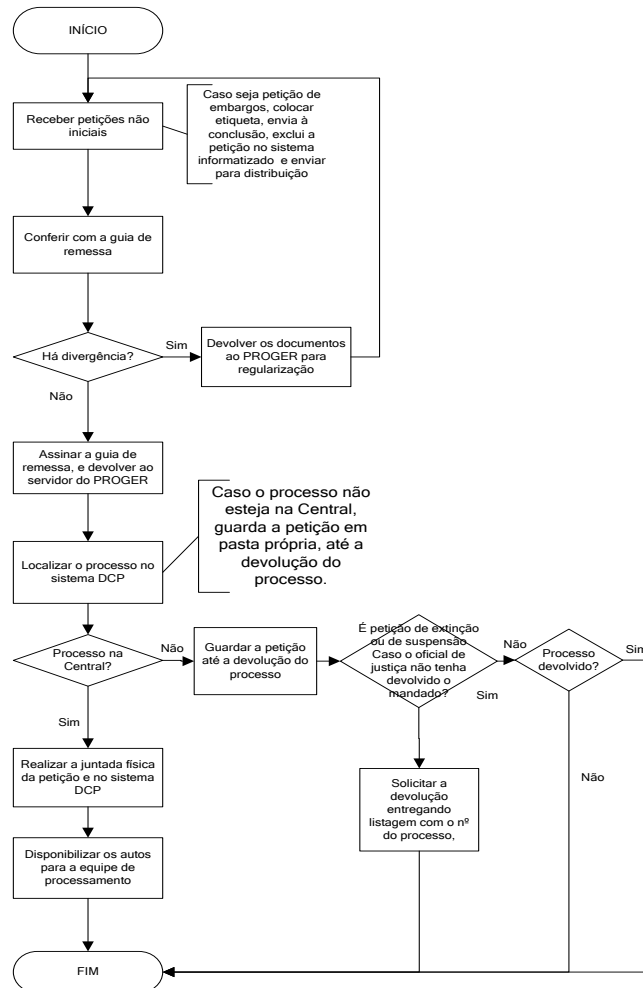 INÍCIO
Receber petições não
iniciais
Caso seja petição de
embargos, colocar
etiqueta, envia à
conclusão, exclui a
petição no sistema
informatizado e enviar
para distribuição
Conferir com a guia de
remessa
Há divergência?
Sim
Devolver os documentos
ao PROGER para
regularização
Não
Assinar a guia de
remessa, e devolver ao
servidor do PROGER
Caso o processo não
esteja na Central,
guarda a petição em
pasta própria, até a
devolução do
processo.
Localizar o processo no
sistema DCP
Processo na
Central?
Não
Guardar a petição
até a devolução do
processo
É petição de extinção
ou de suspensão
Caso o oficial de
justiça não tenha
devolvido o
mandado?
Não
Sim
Processo
devolvido?
Sim
Não
Sim
Realizar a juntada física
da petição e no sistema
DCP
Solicitar a
devolução
entregando
listagem com o nº
do processo,
Disponibilizar os autos
para a equipe de
processamento
FIM